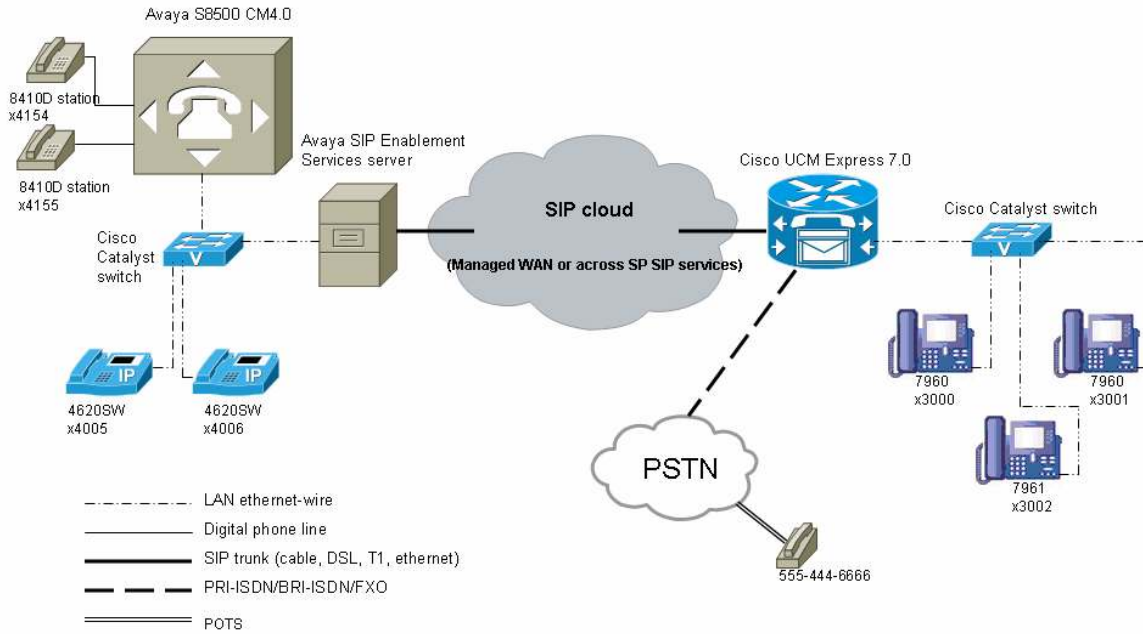 Avaya S8500 CM4.0
8410D station
x4154
8410D station
x4155
Avaya SIP Enablement
Services server
Cisco
Catalyst
switch
V
IP
4620SW
x4005
IP
4620SW
x4006
SIP cloud
(Managed WAN or across SP SIP services)
Cisco UCM Express 7.0
Cisco Catalyst switch
V
7960
x3000
7960
x3001
7961
x3002
PSTN
555-444-6666
LAN ethernet-wire
Digital phone line
SIP trunk (cable, DSL, T1, ethernet)
PRI-ISDN/BRI-ISDN/FXO
POTS